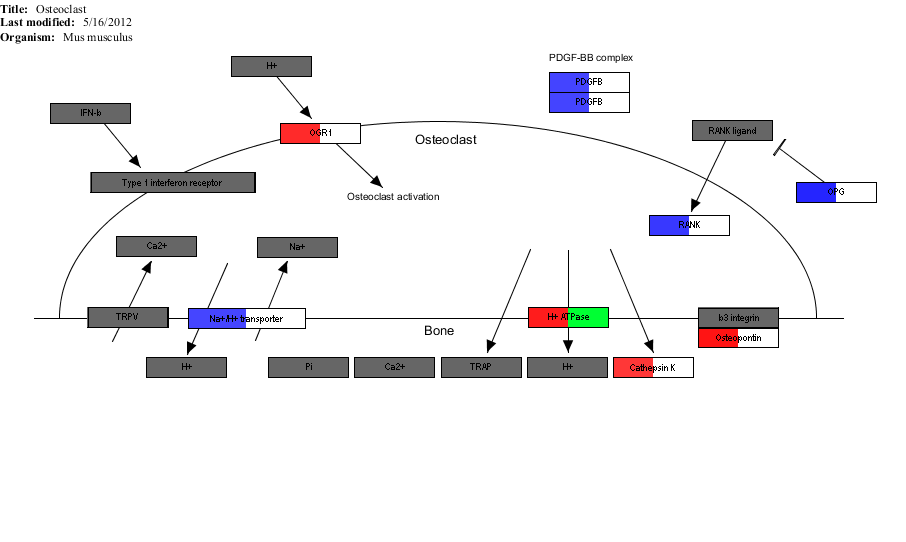 Title: Osteoclast
Last modified: 5/16/2012
Organism: Mus musculus
PDGF-BB complex
H+
PDGFB
PDGFB
IFN-b
OGR1
RANK ligand
Osteoclast
Type 1 interferon receptor
OPG
Osteoclast activation
RANK
Ca2+
Na+
TRPV
Na+/H+ transporter
H+ ATPase
b3 integrin
Bone
Osteopontin
H+
Pi
Ca2+
TRAP
H+
Cathepsin K